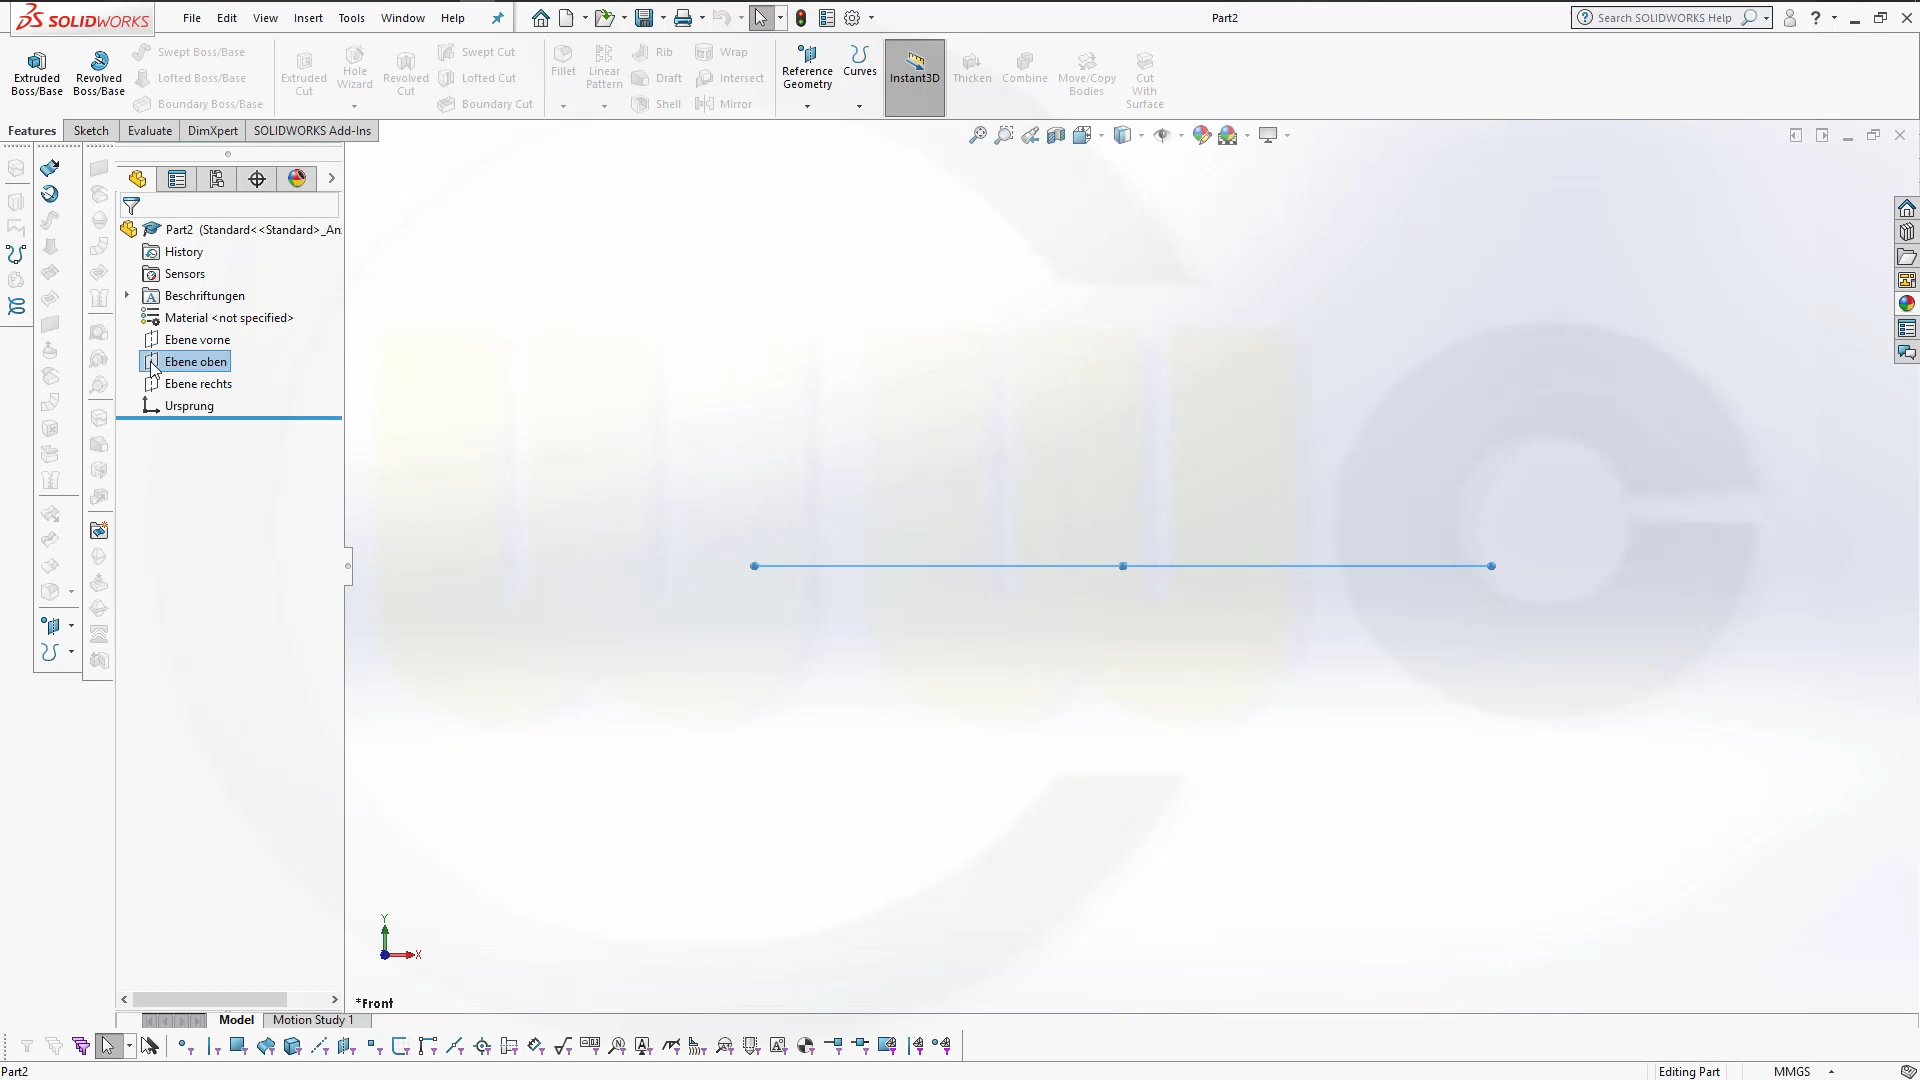 SOLIDWORKS File Edit View Insert Tools Window Help Part2 Search SOLIDWORKS Help
Extruded Boss/Base
Revolved Boss/Base
Swept Boss/Base
Lofted Boss/Base
Boundary Boss/Base
Extruded Cut
Hole Wizard
Revolved Cut
Swept Cut
Lofted Cut
Boundary Cut
Fillet
Linear Pattern
Rib
Draft
Shell
Wrap
Intersect
Mirror
Reference Geometry
Curves
Instant3D
Thicken
Combine
Move/Copy Bodies
Cut With Surface
Features Sketch Evaluate DimXpert SOLIDWORKS Add-Ins
Part2 (Standard<<Standard>_An
History
Sensors
Beschriftungen
Material <not specified>
Ebene vorne
Ebene oben
Ebene rechts
Ursprung
Y
X
*Front
Model Motion Study 1
Part2 Editing Part MMGS